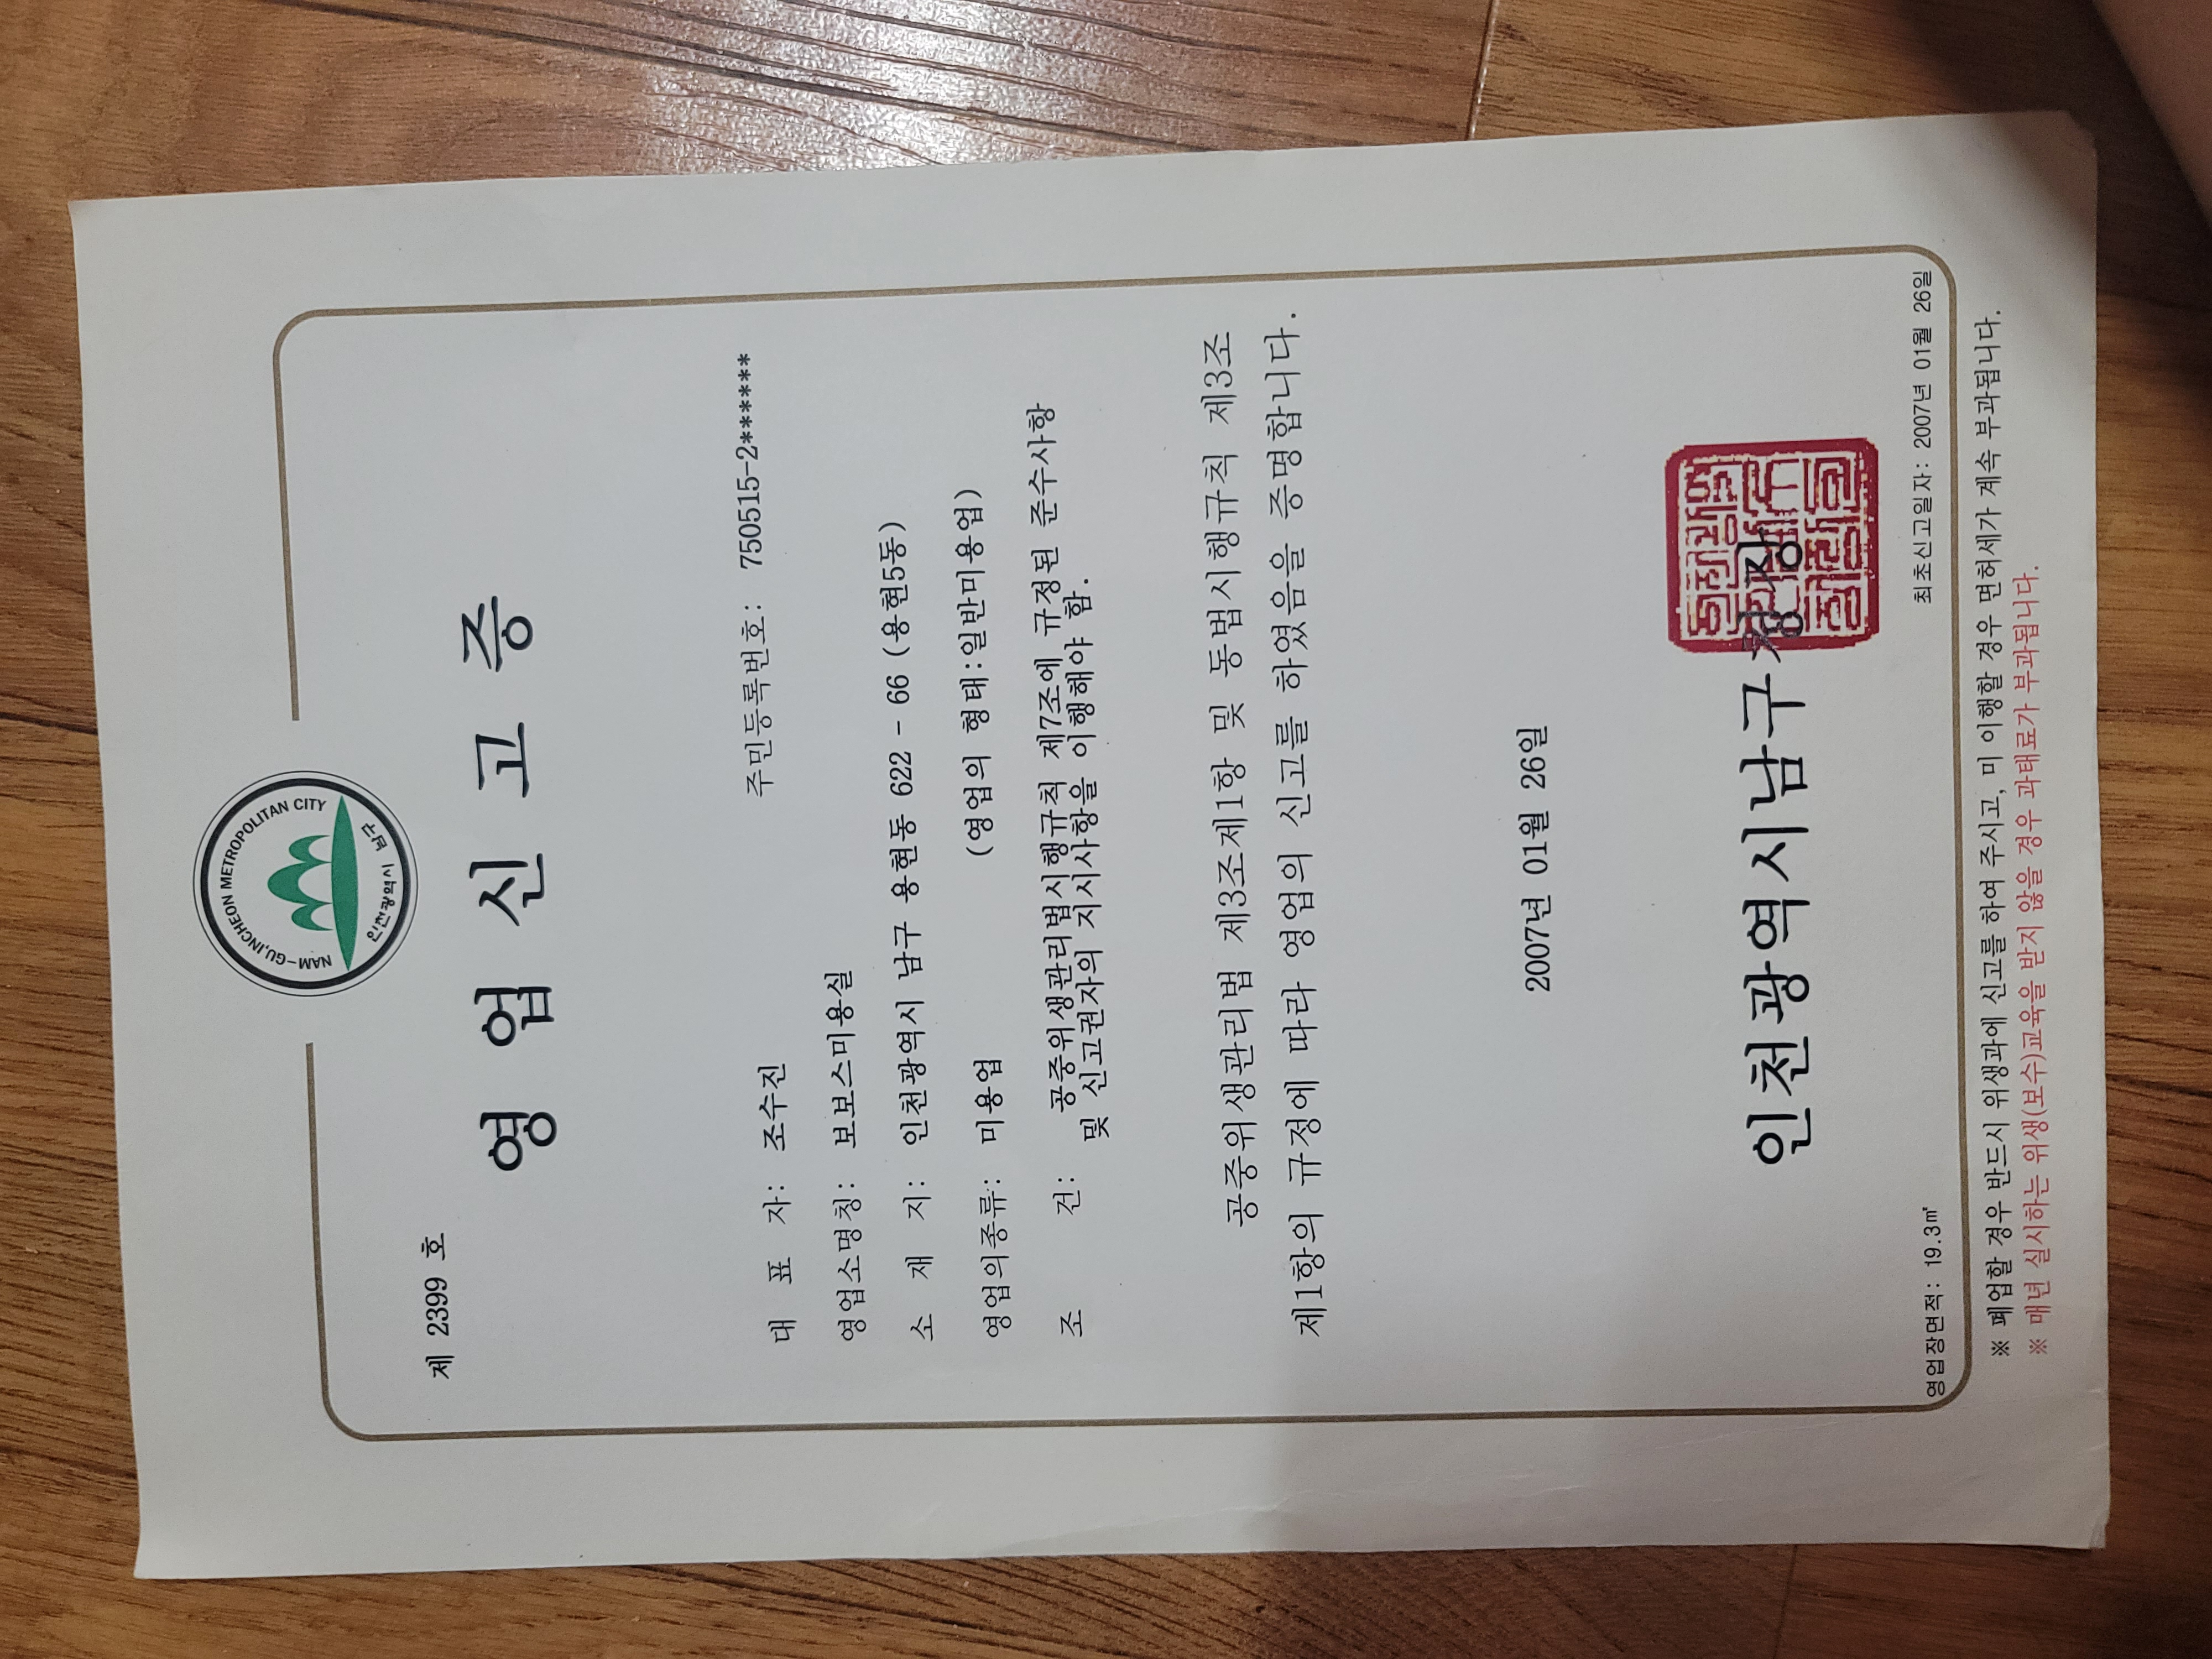 NAM-GU,INCHEON METROPOLITAN CITY
인천광역시 남구
제 2399 호
영 업 신 고 증
대 표 자: 조수진 주민등록번호: 750515-2******
영업소명칭: 보보스미용실
소 재 지: 인천광역시 남구 용현동 622 - 66 (용현5동)
영업의종류: 미용업 (영업의 형태:일반미용업)
조 건: 공중위생관리법시행규칙 제7조에 규정된 준수사항
및 신고권자의 지시사항을 이행해야 함.
공중위생관리법 제3조제1항 및 동법시행규칙 제3조
제1항의 규정에 따라 영업의 신고를 하였음을 증명합니다.
2007년 01월 26일
인천광역시남구청장
영업장면적: 19.3㎡ 최초신고일자: 2007년 01월 26일
※ 폐업할 경우 반드시 위생과에 신고를 하여 주시고, 미 이행할 경우 면허세가 계속 부과됩니다.
※ 매년 실시하는 위생(보수)교육을 받지 않을 경우 과태료가 부과됩니다.